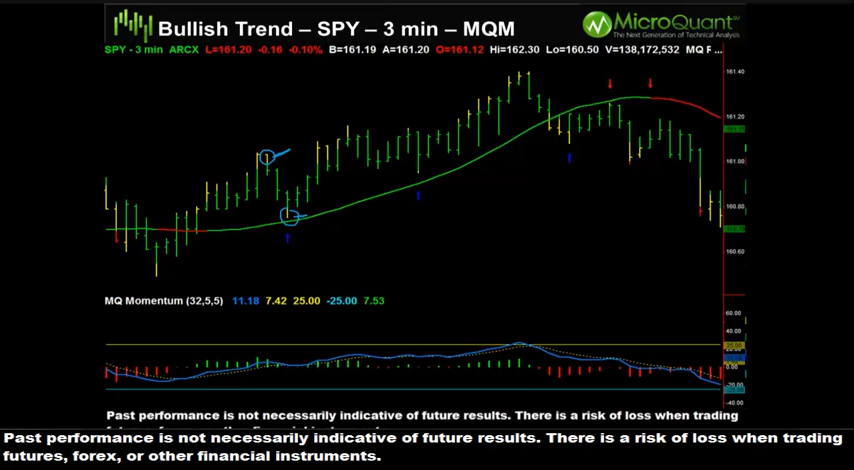 Bullish Trend – SPY – 3 min – MQM
MicroQuant
The Next Generation of Technical Analysis
SPY - 3 min ARCX L=161.20 -0.16 -0.10% B=161.19 A=161.20 O=161.12 Hi=162.30 Lo=160.50 V=138,172,532 MQ F ...
161.40
161.20
161.00
160.80
160.60
MQ Momentum (32,5,5) 11.18 7.42 25.00 -25.00 7.53
60.00
40.00
20.00
0.00
-20.00
-40.00
Past performance is not necessarily indicative of future results. There is a risk of loss when trading
Past performance is not necessarily indicative of future results. There is a risk of loss when trading
futures, forex, or other financial instruments.